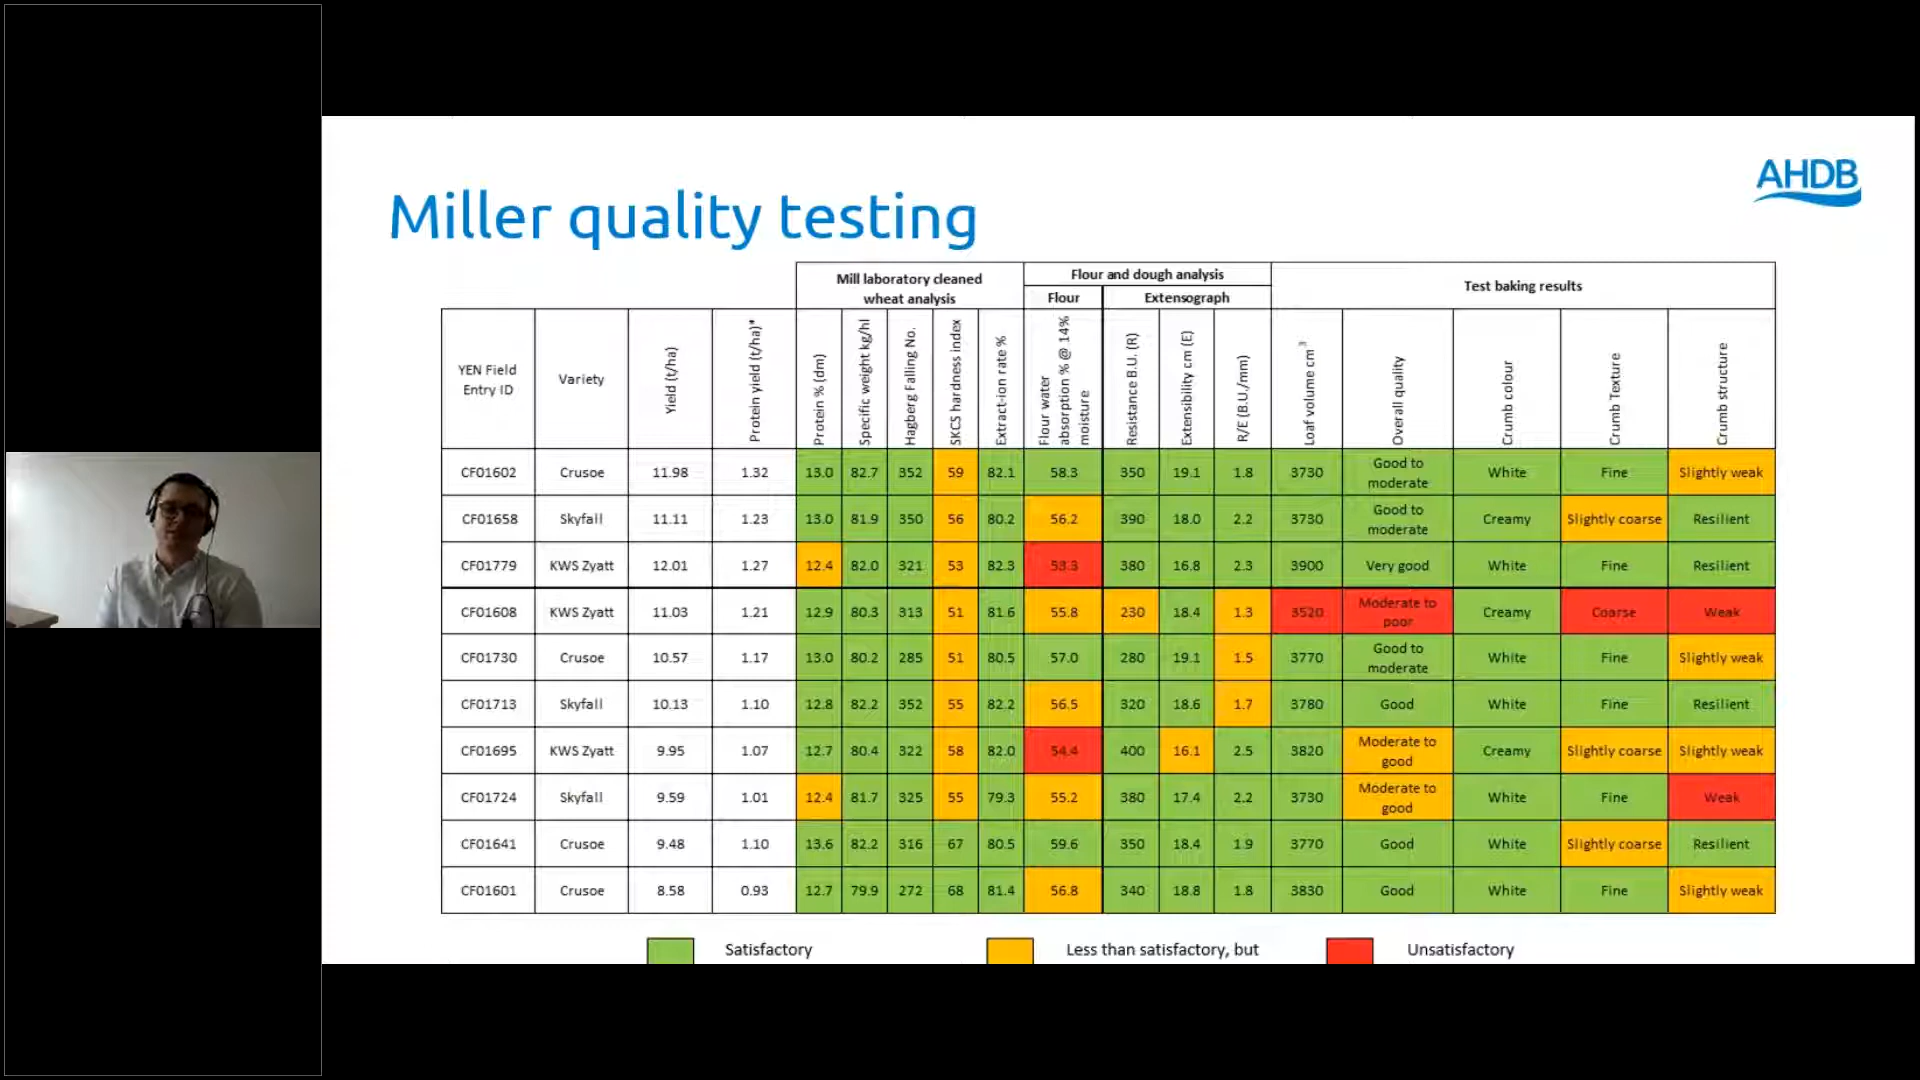 AHDB
Miller quality testing
Mill laboratory cleaned
wheat analysis
Flour and dough analysis
Test baking results
Flour
Extensograph
YEN Field
Entry ID
Variety
Yield (t/ha)
Protein yield (t/ha)*
Protein % (dm)
Specific weight kg/hl
Hagberg Falling No.
SKCS hardness index
Extract-ion rate %
Flour water
absorption % @ 14%
moisture
Resistance B.U. (R)
Extensibility cm (E)
R/E (B.U./mm)
Loaf volume cm³
Overall quality
Crumb colour
Crumb Texture
Crumb structure
CF01602 Crusoe 11.98 1.32 13.0 82.7 352 59 82.1 58.3 350 19.1 1.8 3730 Good to moderate White Fine Slightly weak
CF01658 Skyfall 11.11 1.23 13.0 81.9 350 56 80.2 56.2 390 18.0 2.2 3730 Good to moderate Creamy Slightly coarse Resilient
CF01779 KWS Zyatt 12.01 1.27 12.4 82.0 321 53 82.3 53.3 380 16.8 2.3 3900 Very good White Fine Resilient
CF01608 KWS Zyatt 11.03 1.21 12.9 80.3 313 51 81.6 55.8 230 18.4 1.3 3520 Moderate to poor Creamy Coarse Weak
CF01730 Crusoe 10.57 1.17 13.0 80.2 285 51 80.5 57.0 280 19.1 1.5 3770 Good to moderate White Fine Slightly weak
CF01713 Skyfall 10.13 1.10 12.8 82.2 352 55 82.2 56.5 320 18.6 1.7 3780 Good White Fine Resilient
CF01695 KWS Zyatt 9.95 1.07 12.7 80.4 322 58 82.0 54.4 400 16.1 2.5 3820 Moderate to good Creamy Slightly coarse Slightly weak
CF01724 Skyfall 9.59 1.01 12.4 81.7 325 55 79.3 55.2 380 17.4 2.2 3730 Moderate to good White Fine Weak
CF01641 Crusoe 9.48 1.10 13.6 82.2 316 67 80.5 59.6 350 18.4 1.9 3770 Good White Slightly coarse Resilient
CF01601 Crusoe 8.58 0.93 12.7 79.9 272 68 81.4 56.8 340 18.8 1.8 3830 Good White Fine Slightly weak
Satisfactory
Less than satisfactory, but
Unsatisfactory